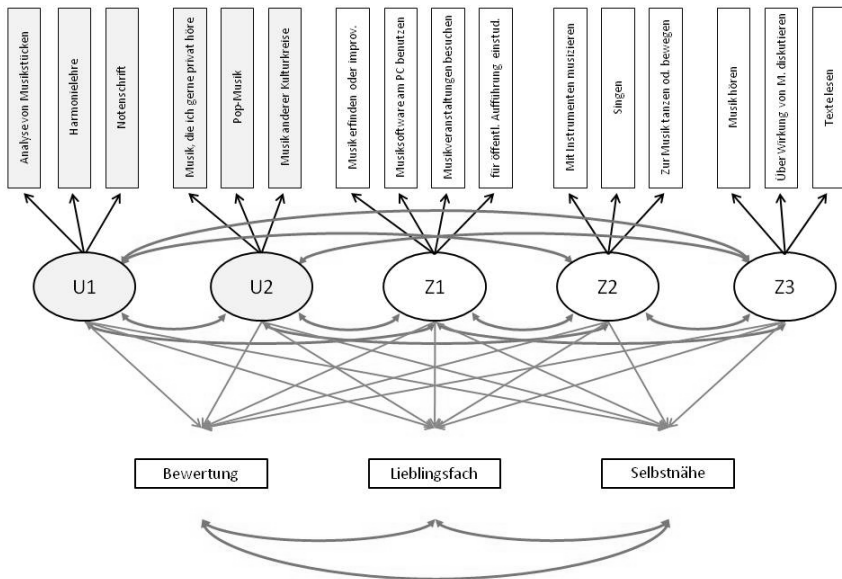 Analyse von Musikstücken
Harmonielehre
Notenschrift
Musik, die ich gerne privat höre
Pop-Musik
Musik anderer Kulturkreise
Musik erfinden oder improv.
Musiksoftware am PC benutzen
Musikveranstaltungen besuchen
für öffentl. Aufführung einstud.
Mit Instrumenten musizieren
Singen
Zur Musik tanzen od. bewegen
Musik hören
Über Wirkung von M. diskutieren
Texte lesen
U1
U2
Z1
Z2
Z3
Bewertung
Lieblingsfach
Selbstnähe